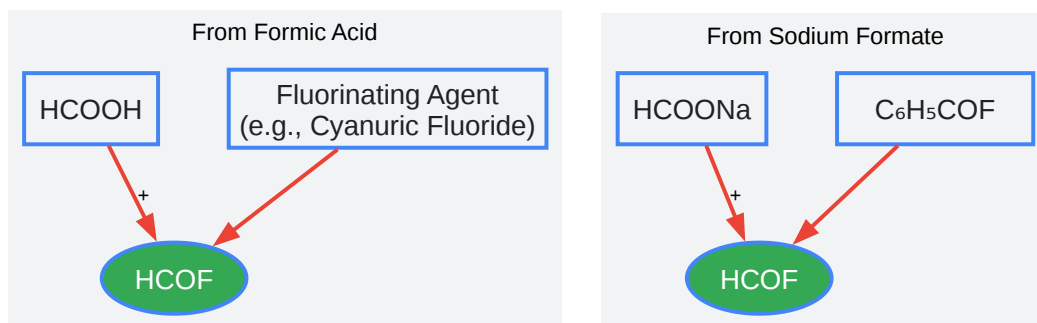 From Formic Acid
HCOOH
Fluorinating Agent
(e.g., Cyanuric Fluoride)
+
HCOF
From Sodium Formate
HCOONa
C₆H₅COF
+
HCOF